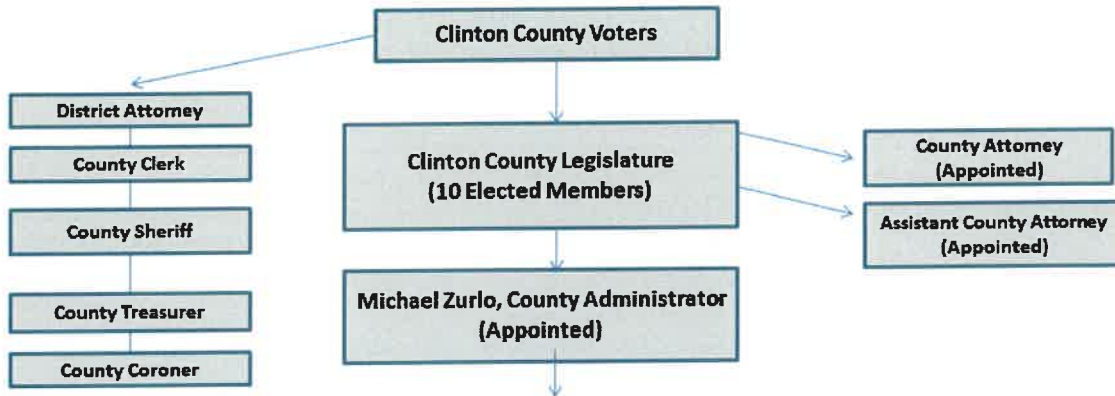 Clinton County Voters
District Attorney
County Clerk
County Sheriff
County Treasurer
County Coroner
Clinton County Legislature
(10 Elected Members)
County Attorney
(Appointed)
Assistant County Attorney
(Appointed)
Michael Zurlo, County Administrator
(Appointed)